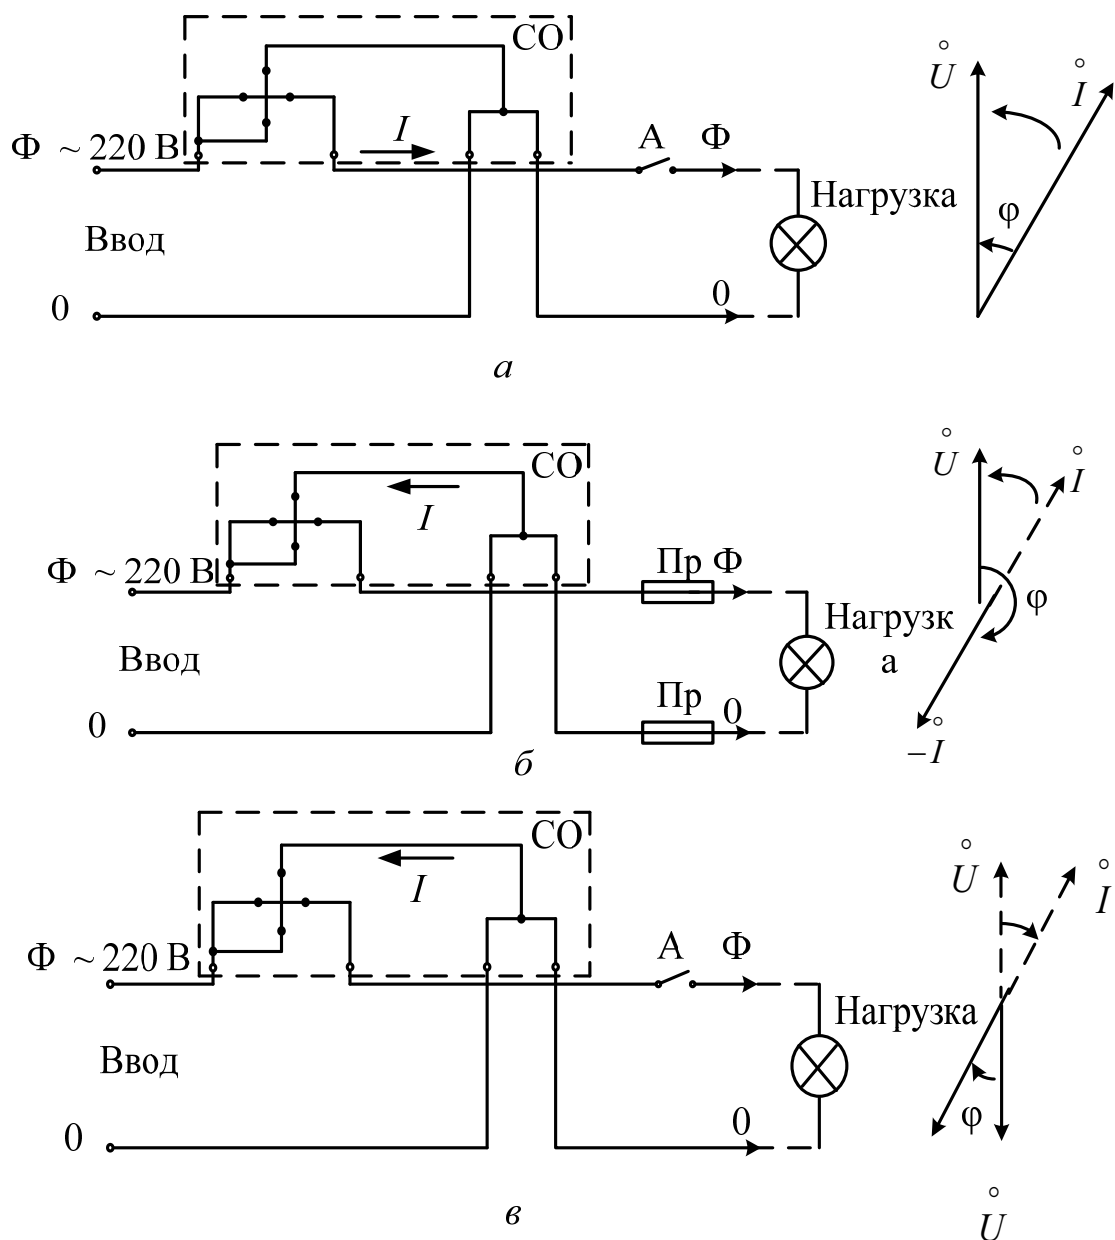 СО
U
I
Ф ~ 220 В
I
А Ф
Нагрузка
φ
Ввод
0
0
а
СО
U
I
I
Ф ~ 220 В
Пр Ф
Нагрузк
а
φ
Ввод
Пр
0
0
–I
б
СО
U
I
I
Ф ~ 220 В
А Ф
Нагрузка
Ввод
φ
0
0
U
в